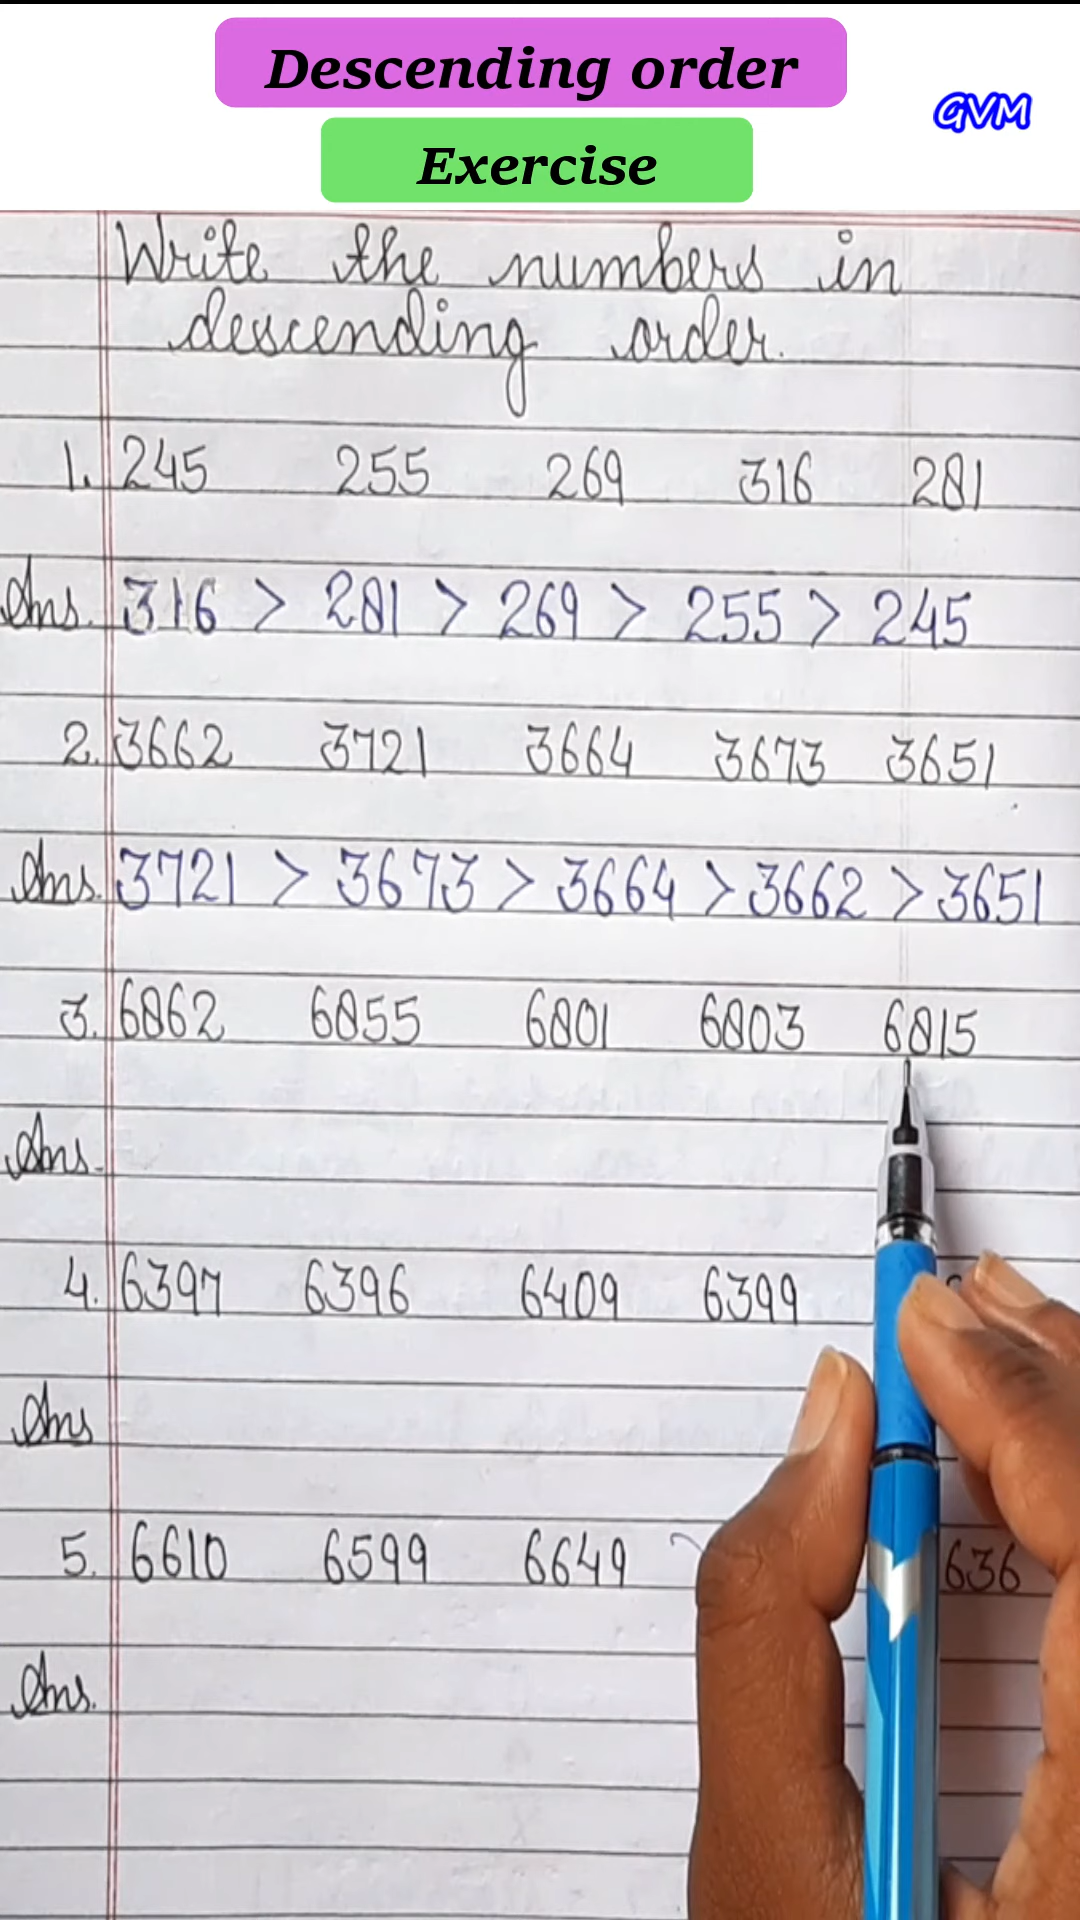 Descending order
GVM
Exercise
Write the numbers in
descending order.
1. 245 255 269 316 281
Ans. 316 > 281 > 269 > 255 > 245
2. 3662 3721 3664 3673 3651
Ans. 3721 > 3673 > 3664 > 3662 > 3651
3. 6862 6855 6801 6803 6815
Ans.
4. 6397 6396 6409 6399
Ans
5. 6610 6599 6649 636
Ans.